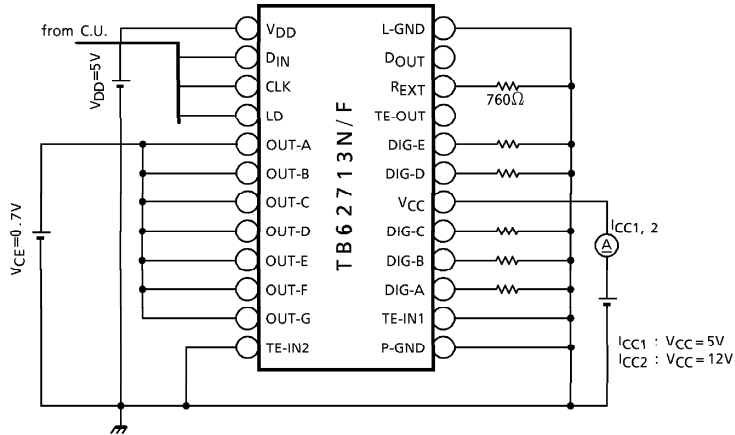 from C.U.
VDD=5V
VCE=0.7V
VDD
DIN
CLK
LD
OUT-A
OUT-B
OUT-C
OUT-D
OUT-E
OUT-F
OUT-G
TE-IN2
TB62713N/F
L-GND
DOUT
REXT
TE-OUT
DIG-E
DIG-D
VCC
DIG-C
DIG-B
DIG-A
TE-IN1
P-GND
760Ω
ICC1, 2
A
ICC1 : VCC=5V
ICC2 : VCC=12V